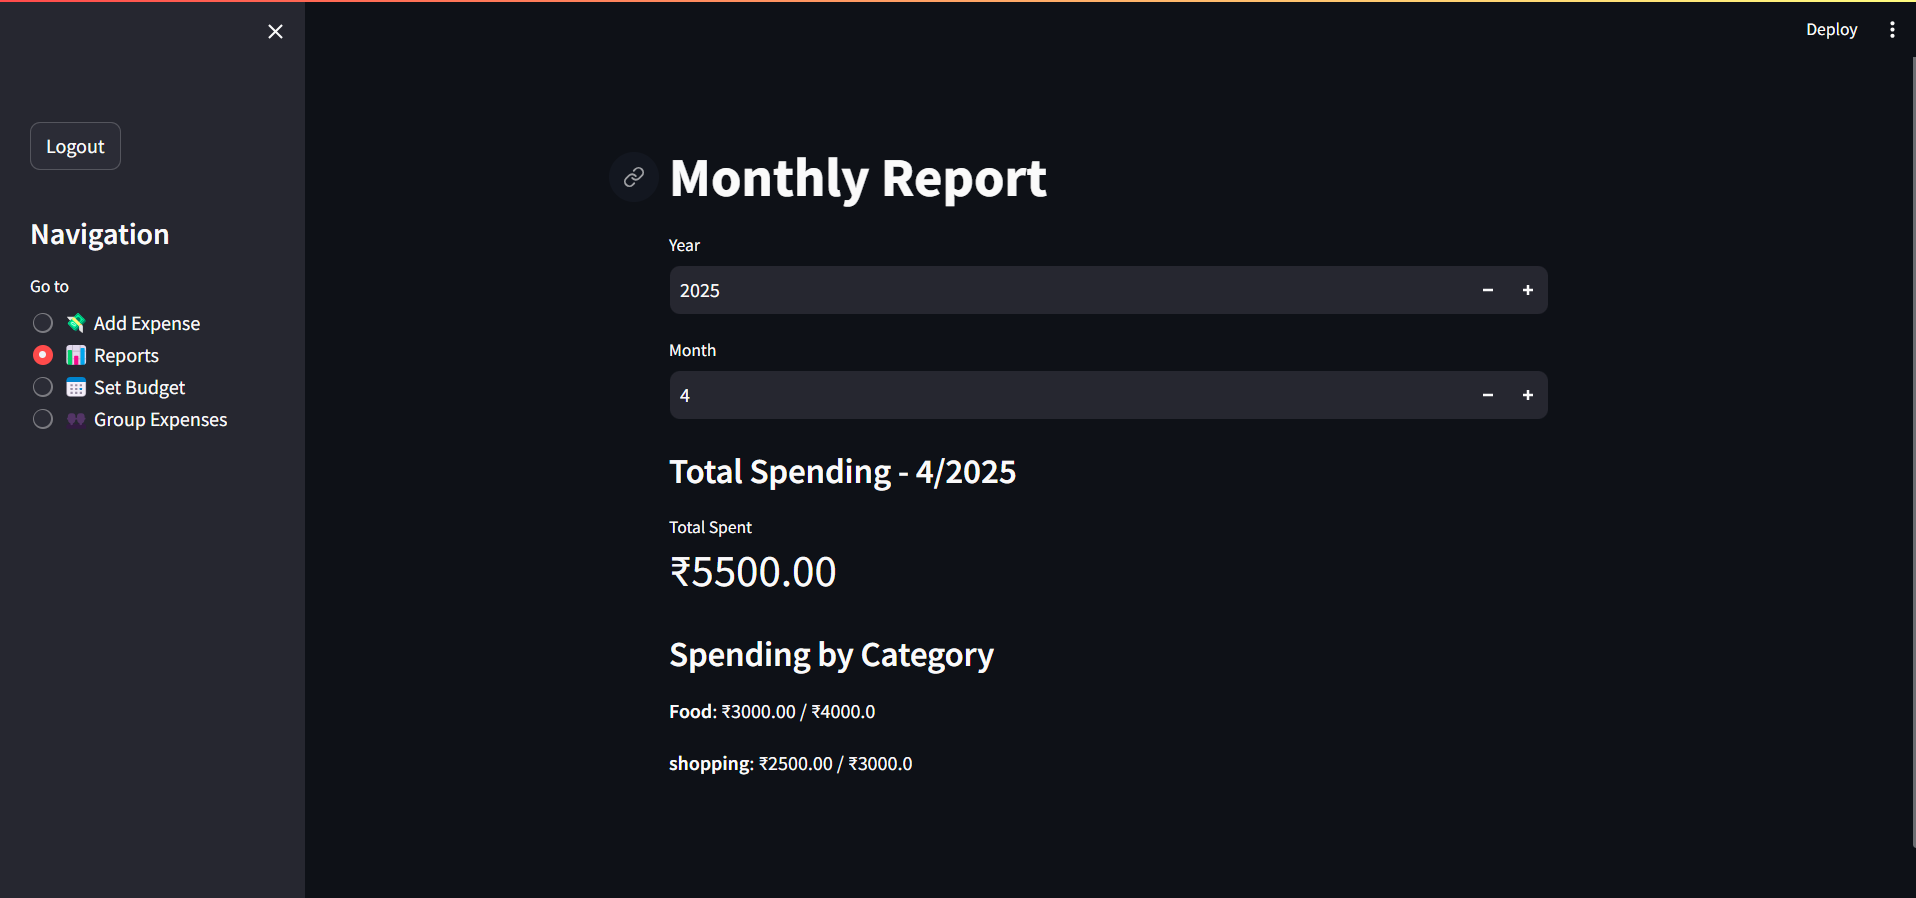 Deploy
Logout
Navigation
Go to
Add Expense
Reports
Set Budget
Group Expenses
Monthly Report
Year
2025
Month
4
Total Spending - 4/2025
Total Spent
₹5500.00
Spending by Category
Food: ₹3000.00 / ₹4000.0
shopping: ₹2500.00 / ₹3000.0